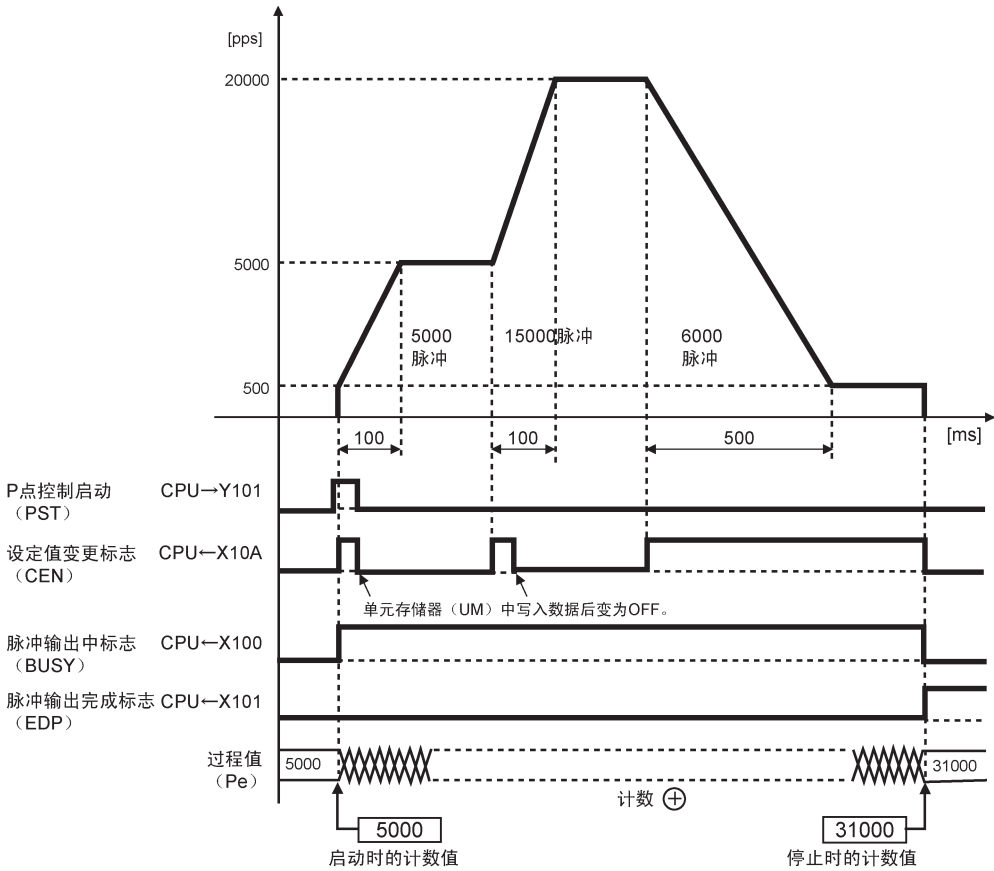 [pps]
20000
5000
5000
脉冲
15000脉冲
6000
脉冲
500
[ms]
100
100
500
P点控制启动
（PST）
CPU→Y101
设定值变更标志
（CEN）
CPU←X10A
单元存储器（UM）中写入数据后变为OFF。
脉冲输出中标志
（BUSY）
CPU←X100
脉冲输出完成标志
（EDP）
CPU←X101
过程值
（Pe）
5000
31000
计数 ⊕
5000
启动时的计数值
31000
停止时的计数值